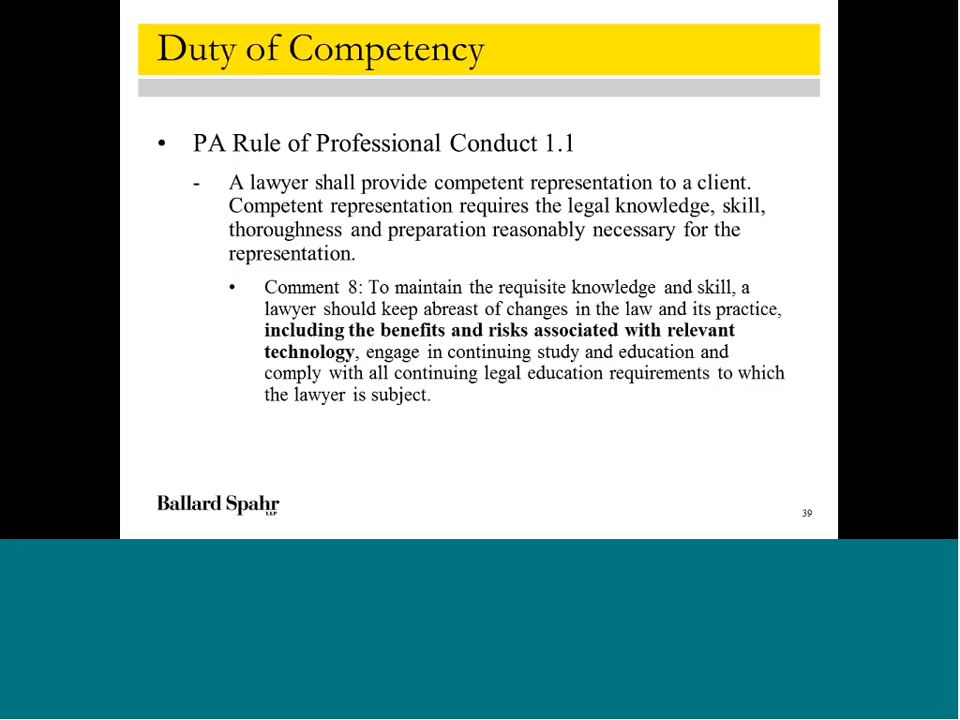 Duty of Competency
• PA Rule of Professional Conduct 1.1
- A lawyer shall provide competent representation to a client.
Competent representation requires the legal knowledge, skill,
thoroughness and preparation reasonably necessary for the
representation.
• Comment 8: To maintain the requisite knowledge and skill, a
lawyer should keep abreast of changes in the law and its practice,
including the benefits and risks associated with relevant
technology, engage in continuing study and education and
comply with all continuing legal education requirements to which
the lawyer is subject.
Ballard Spahr
LLP
39